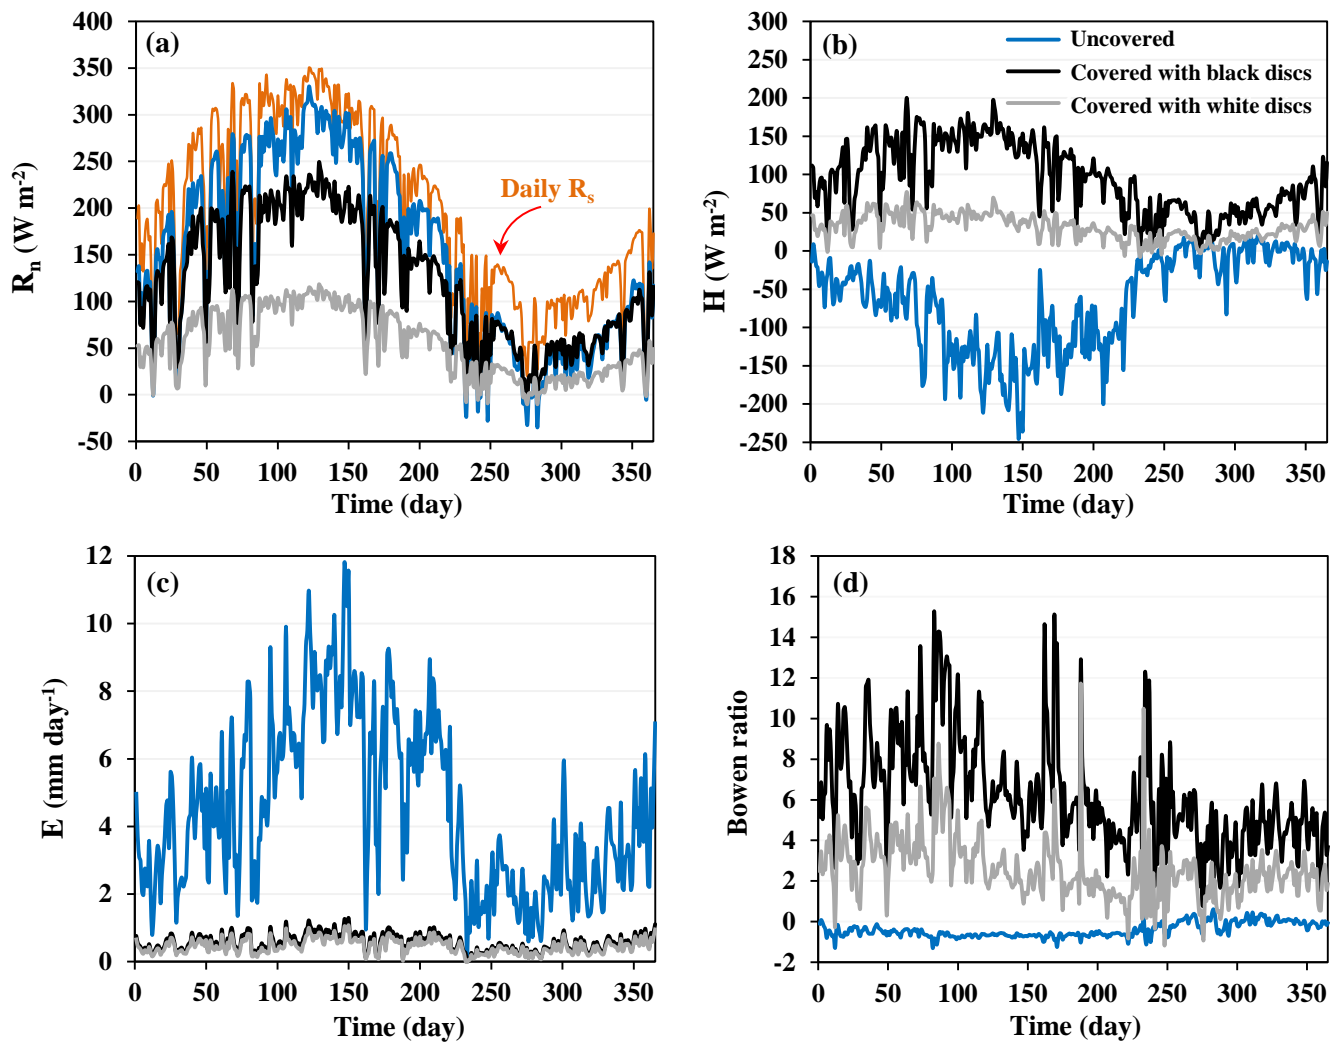 (a)
400
350
300
250
200
150
100
50
0
-50
Rn (W m-2)
Daily Rs
0 50 100 150 200 250 300 350
Time (day)
(b)
300
250
200
150
100
50
0
-50
-100
-150
-200
-250
H (W m-2)
Uncovered
Covered with black discs
Covered with white discs
0 50 100 150 200 250 300 350
Time (day)
(c)
12
10
8
6
4
2
0
E (mm day-1)
0 50 100 150 200 250 300 350
Time (day)
(d)
18
16
14
12
10
8
6
4
2
0
-2
Bowen ratio
0 50 100 150 200 250 300 350
Time (day)